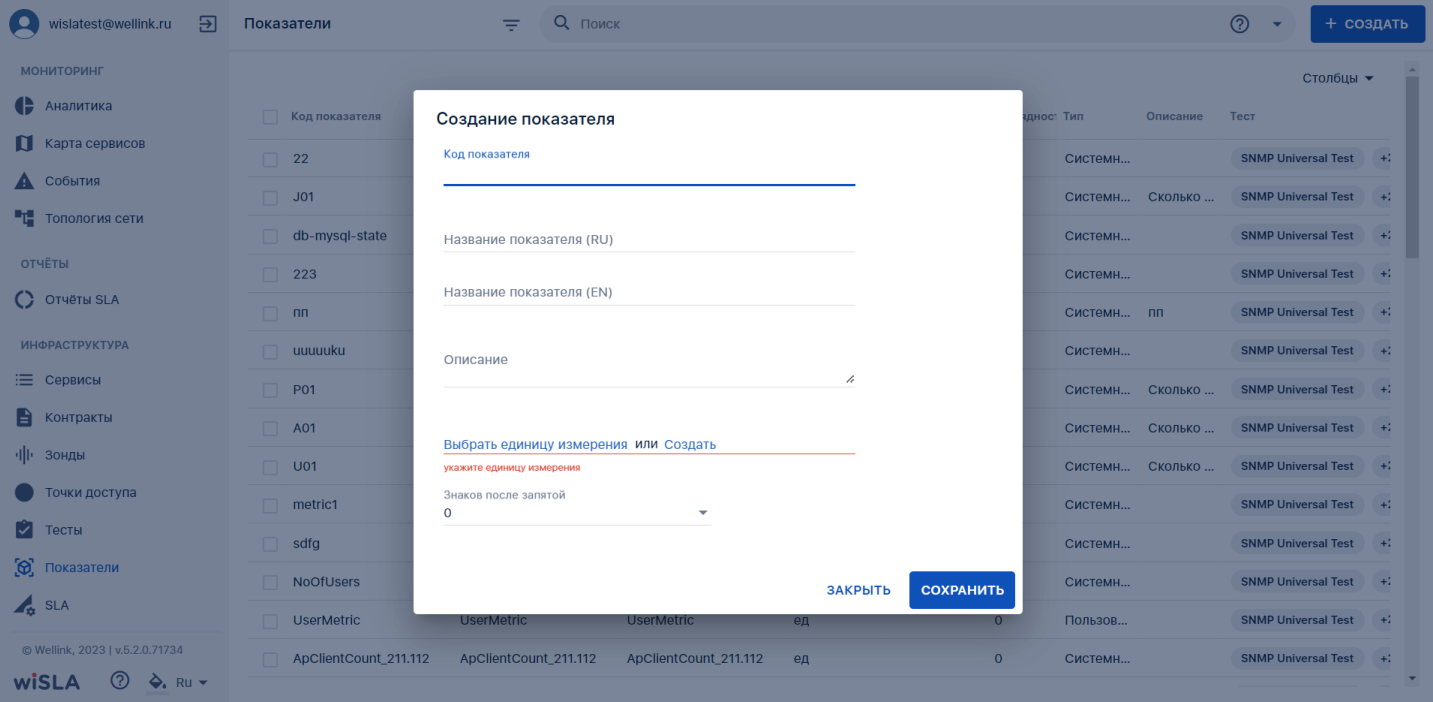 wislatest@wellink.ru
Показатели
Поиск
+ СОЗДАТЬ
МОНИТОРИНГ
Аналитика
Карта сервисов
События
Топология сети
ОТЧЁТЫ
Отчёты SLA
ИНФРАСТРУКТУРА
Сервисы
Контракты
Зонды
Точки доступа
Тесты
Показатели
SLA
© Wellink, 2023 | v.5.2.0.71734
wiSLA
Ru
Столбцы
Код показателя
Тип Описание Тест
22 Системн... SNMP Universal Test
J01 Системн... Сколько ... SNMP Universal Test
db-mysql-state Системн... SNMP Universal Test
223 Системн... SNMP Universal Test
пп Системн... пп SNMP Universal Test
uuuuuku Системн... SNMP Universal Test
P01 Системн... Сколько ... SNMP Universal Test
A01 Системн... Сколько ... SNMP Universal Test
U01 Системн... Сколько ... SNMP Universal Test
metric1 Системн... SNMP Universal Test
sdfg Системн... SNMP Universal Test
NoOfUsers Системн... SNMP Universal Test
UserMetric UserMetric UserMetric ед 0 Пользов... SNMP Universal Test
ApClientCount_211.112 ApClientCount_211.112 ApClientCount_211.112 ед 0 Системн... SNMP Universal Test
Создание показателя
Код показателя
Название показателя (RU)
Название показателя (EN)
Описание
Выбрать единицу измерения или Создать
укажите единицу измерения
Знаков после запятой
0
ЗАКРЫТЬ СОХРАНИТЬ